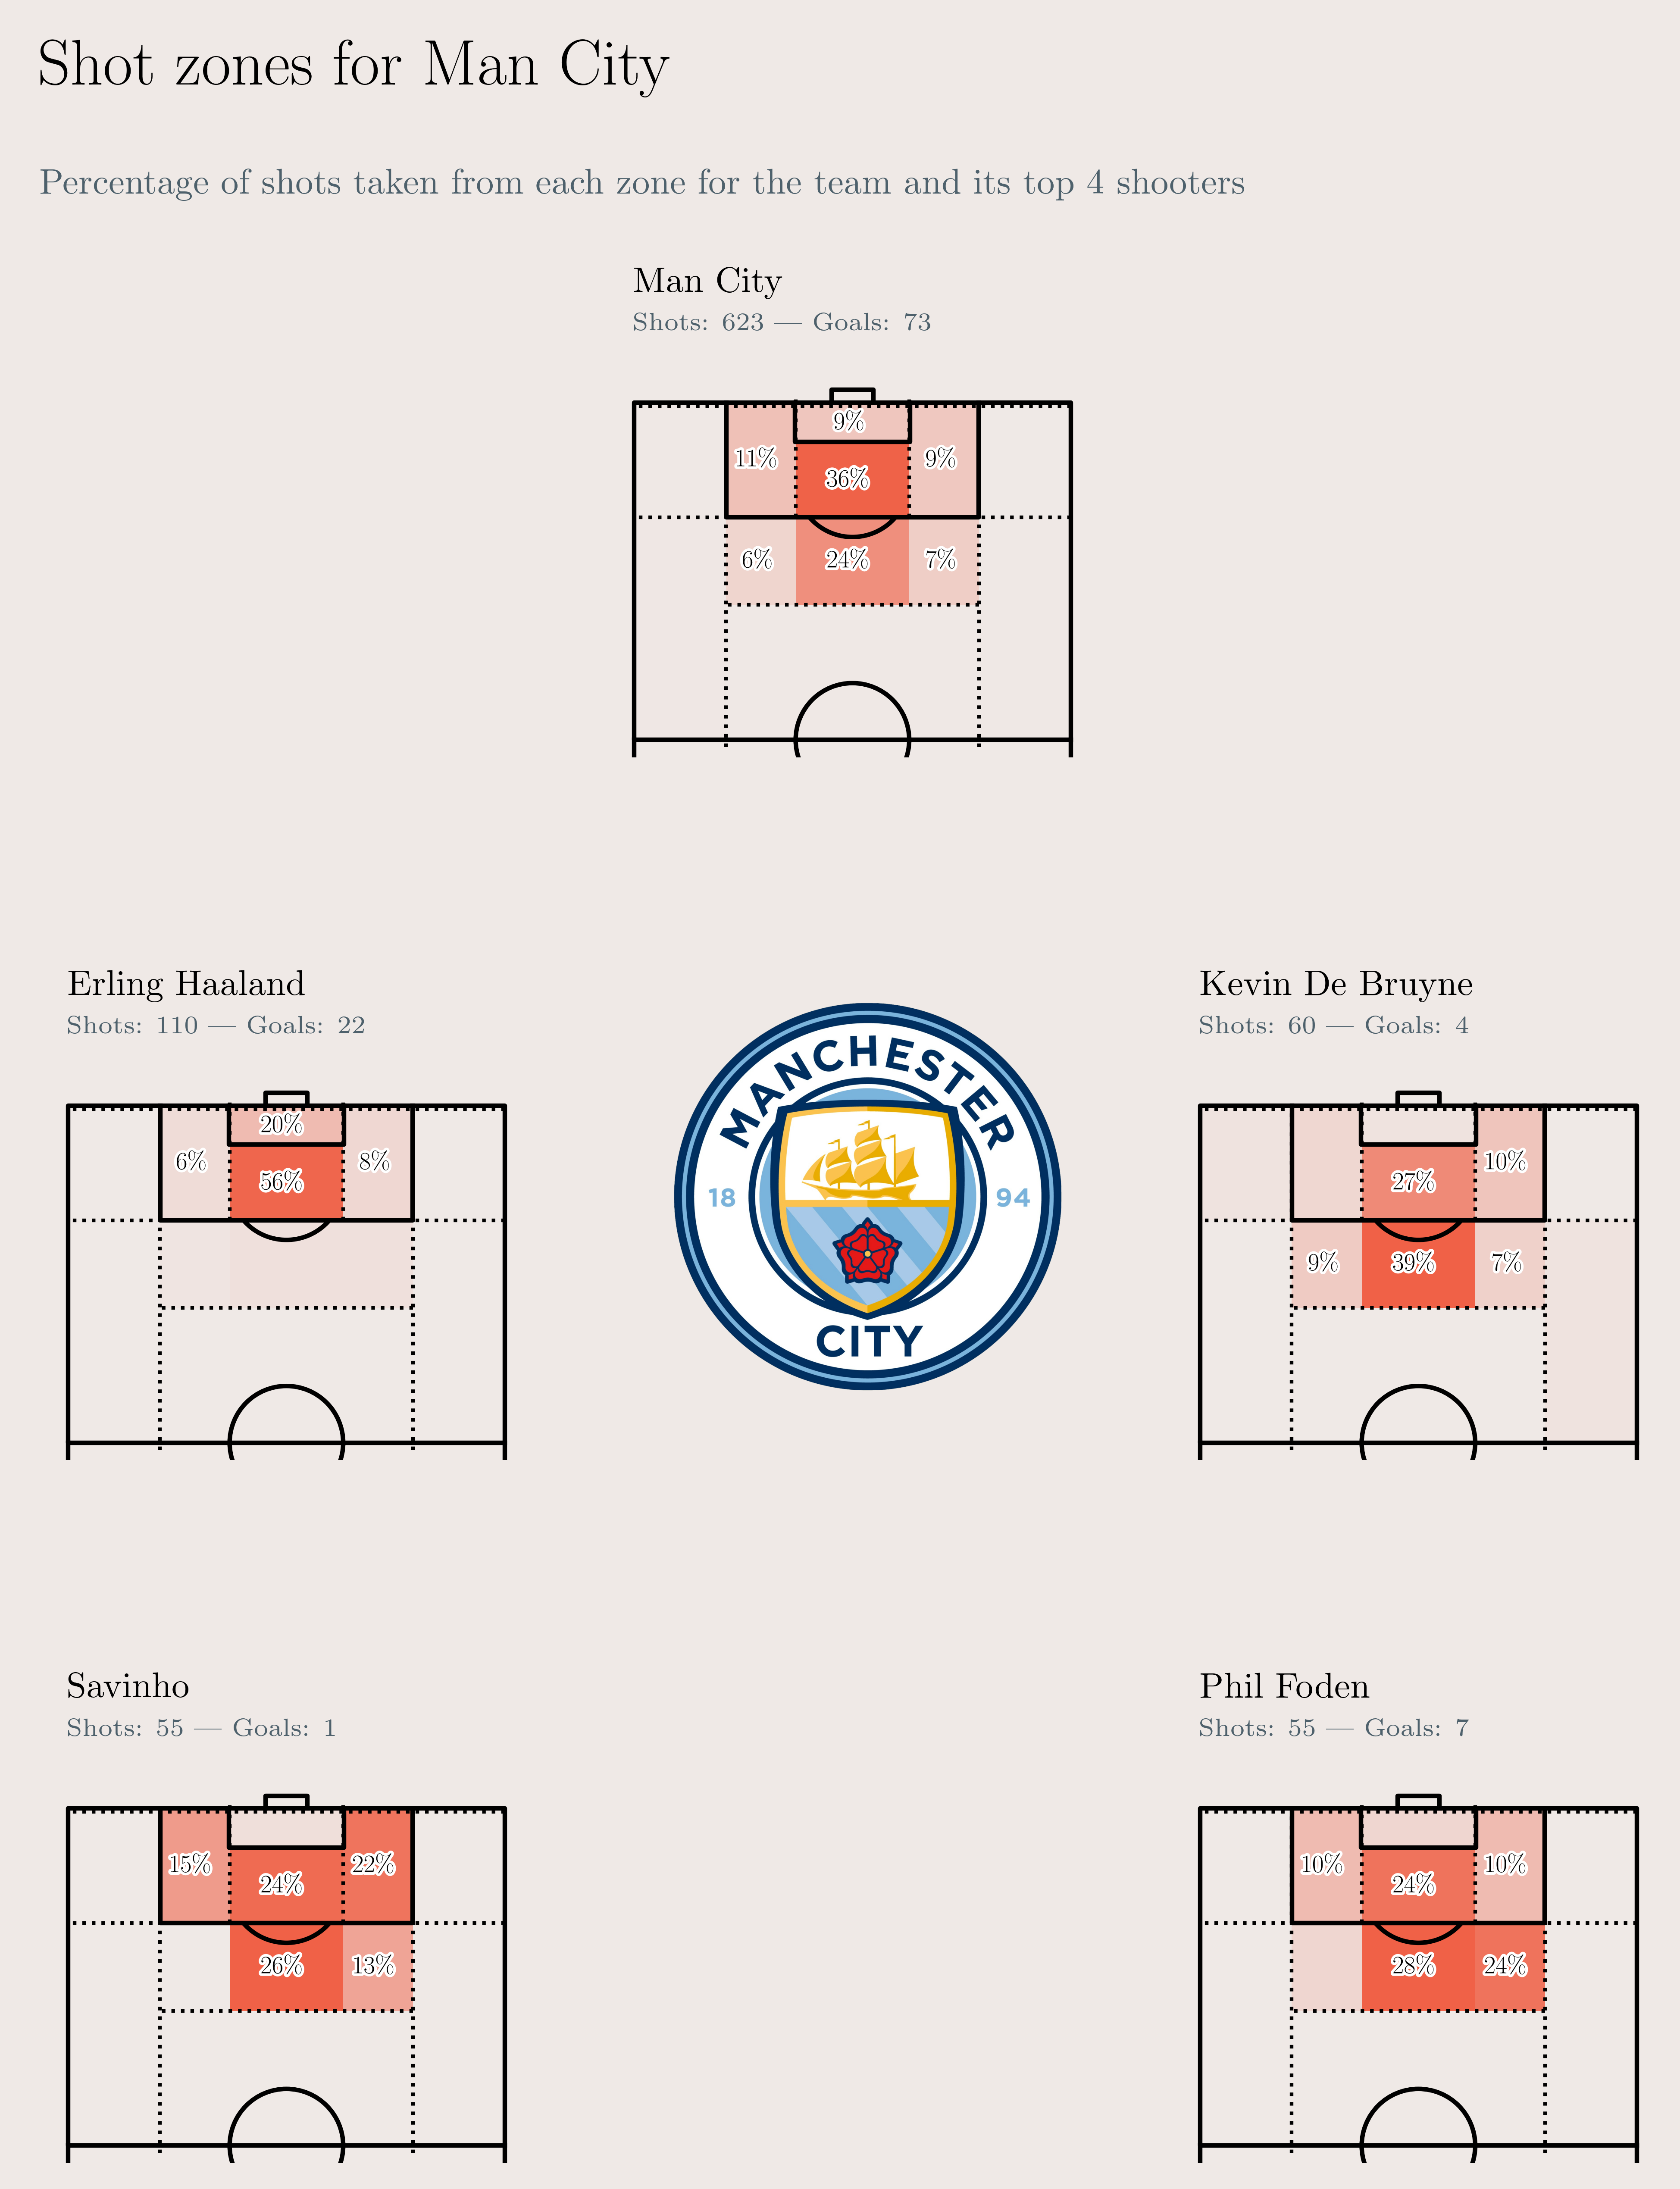 Shot zones for Man City
Percentage of shots taken from each zone for the team and its top 4 shooters
Man City
Shots: 623 — Goals: 73
9%
11%
9%
36%
6%
24%
7%
Erling Haaland
Shots: 110 — Goals: 22
20%
6%
8%
56%
MANCHESTER
18
94
CITY
Kevin De Bruyne
Shots: 60 — Goals: 4
10%
27%
9%
39%
7%
Savinho
Shots: 55 — Goals: 1
15%
22%
24%
26%
13%
Phil Foden
Shots: 55 — Goals: 7
10%
10%
24%
28%
24%